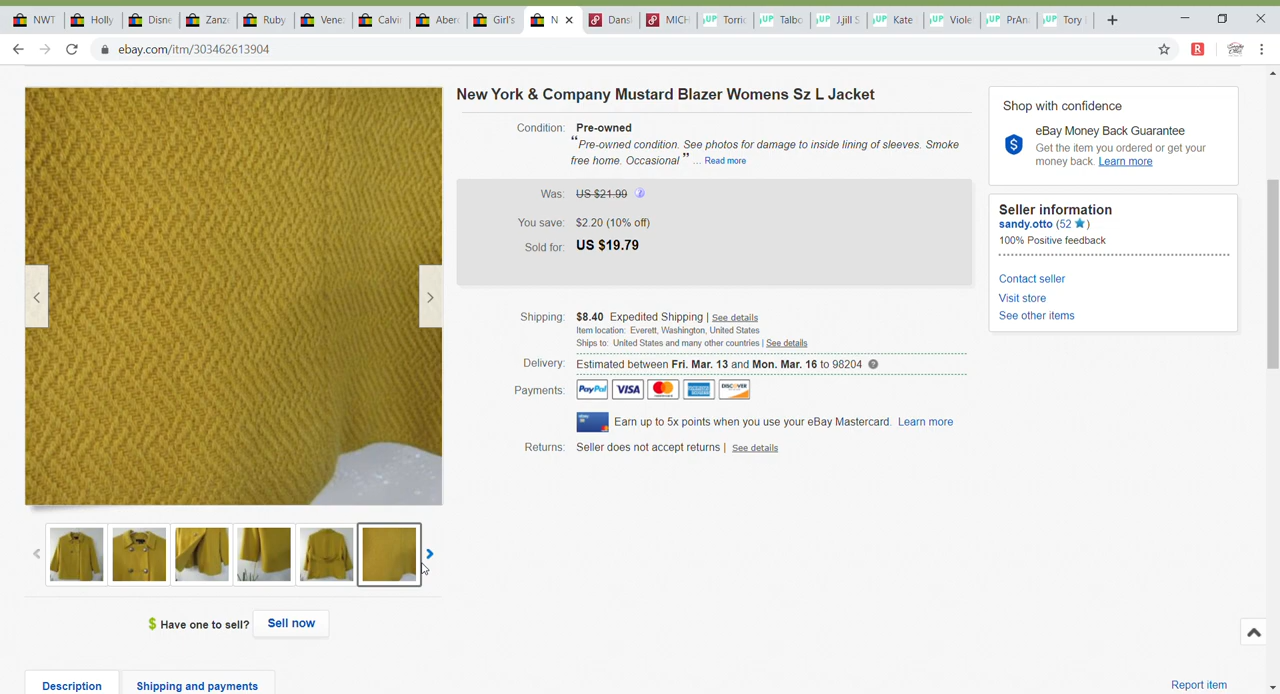 NWT
Holly
Disne
Zanzo
Ruby
Venez
Calvin
Aberc
Girl's
N
Dansl
MICH
Torric
Talbo
J.jill S
Kate
Viole
PrAna
Tory
ebay.com/itm/303462613904
New York & Company Mustard Blazer Womens Sz L Jacket
Condition: Pre-owned
“Pre-owned condition. See photos for damage to inside lining of sleeves. Smoke
free home. Occasional ” ... Read more
Was: US $21.99
You save: $2.20 (10% off)
Sold for: US $19.79
Shipping: $8.40 Expedited Shipping | See details
Item location: Everett, Washington, United States
Ships to: United States and many other countries | See details
Delivery: Estimated between Fri. Mar. 13 and Mon. Mar. 16 to 98204 ?
Payments: PayPal VISA MasterCard DISCOVER
Earn up to 5x points when you use your eBay Mastercard. Learn more
Returns: Seller does not accept returns | See details
Shop with confidence
eBay Money Back Guarantee
Get the item you ordered or get your
money back. Learn more
Seller information
sandy.otto (52 ★)
100% Positive feedback
Contact seller
Visit store
See other items
$ Have one to sell? Sell now
Description
Shipping and payments
Report item